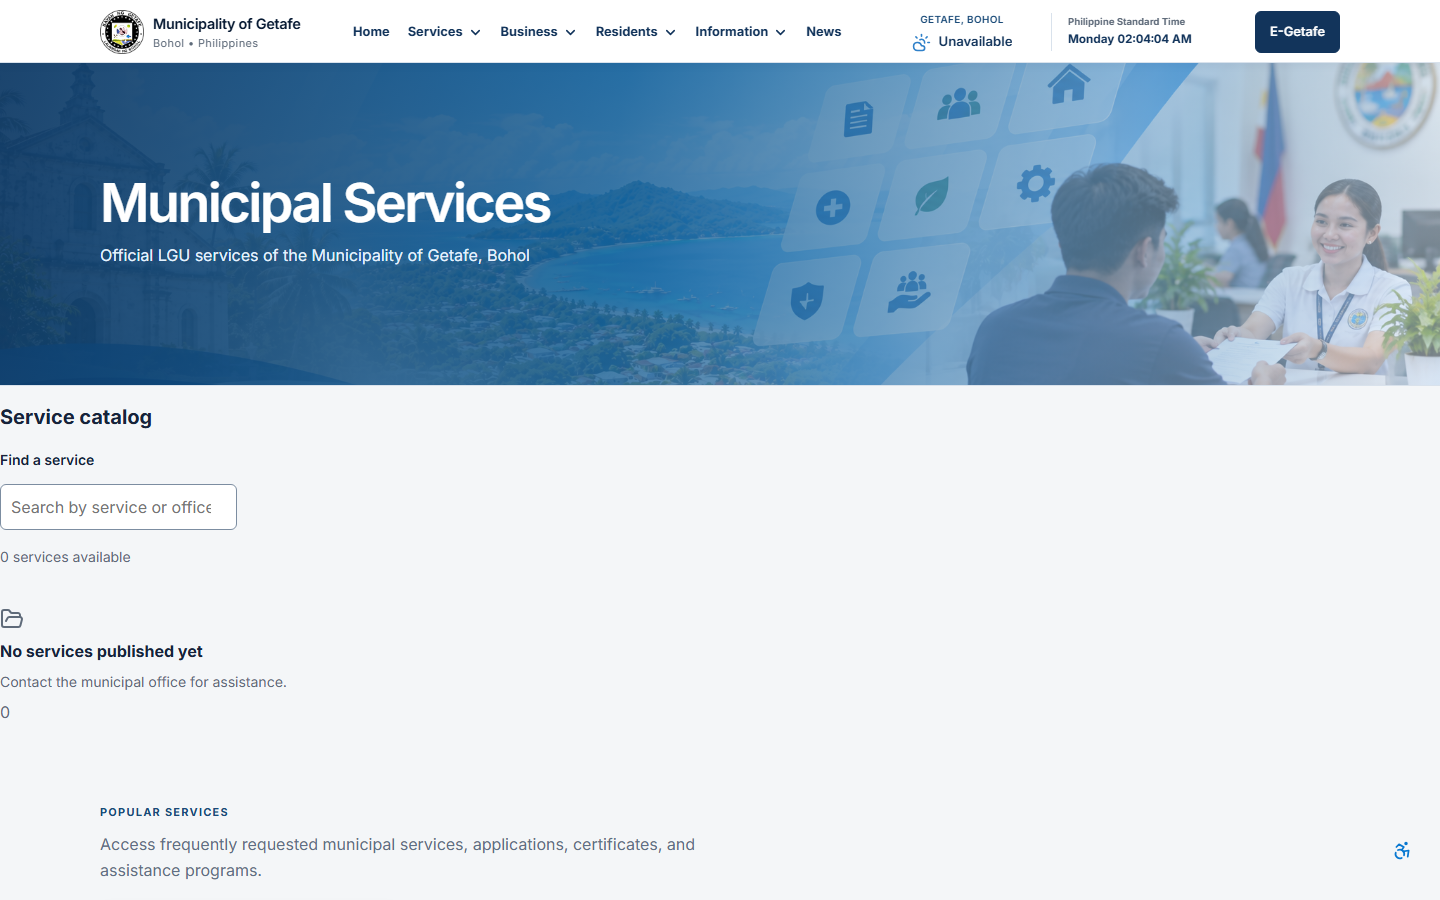 Municipality of Getafe
Bohol • Philippines
Home
Services
Business
Residents
Information
News
GETAFE, BOHOL
Unavailable
Philippine Standard Time
Monday 02:04:04 AM
E-Getafe
Municipal Services
Official LGU services of the Municipality of Getafe, Bohol
Service catalog
Find a service
Search by service or office
0 services available
No services published yet
Contact the municipal office for assistance.
0
POPULAR SERVICES
Access frequently requested municipal services, applications, certificates, and
assistance programs.